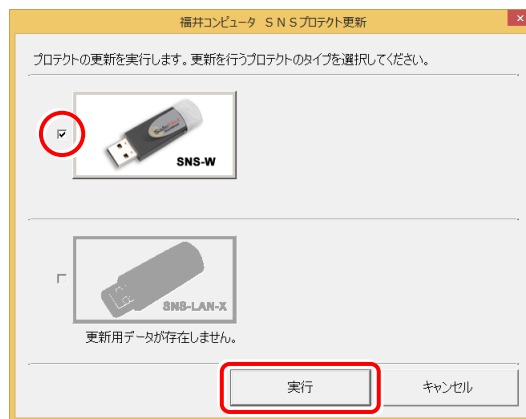 福井コンピュータ ＳＮＳプロテクト更新
プロテクトの更新を実行します。更新を行うプロテクトのタイプを選択してください。
SNS-W
SNS-LAN-X
更新用データが存在しません。
実行
キャンセル